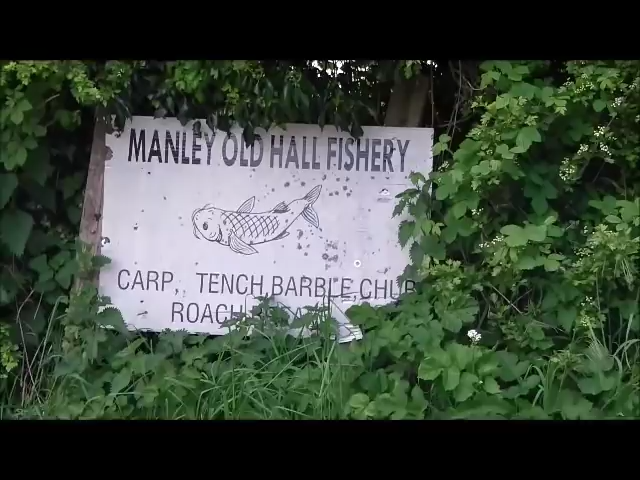 MANLEY OLD HALL FISHERY
CARP, TENCH, BARBLE, CHUB
ROACH